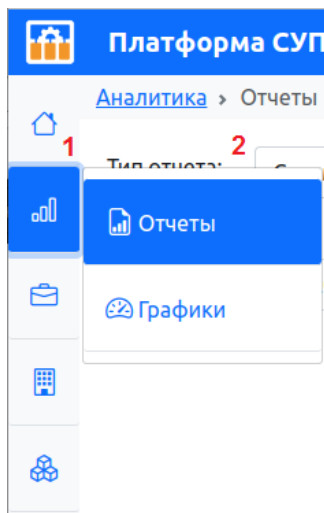 Платформа СУП
Аналитика › Отчеты
1
2
Тип отчета:
Отчеты
Графики